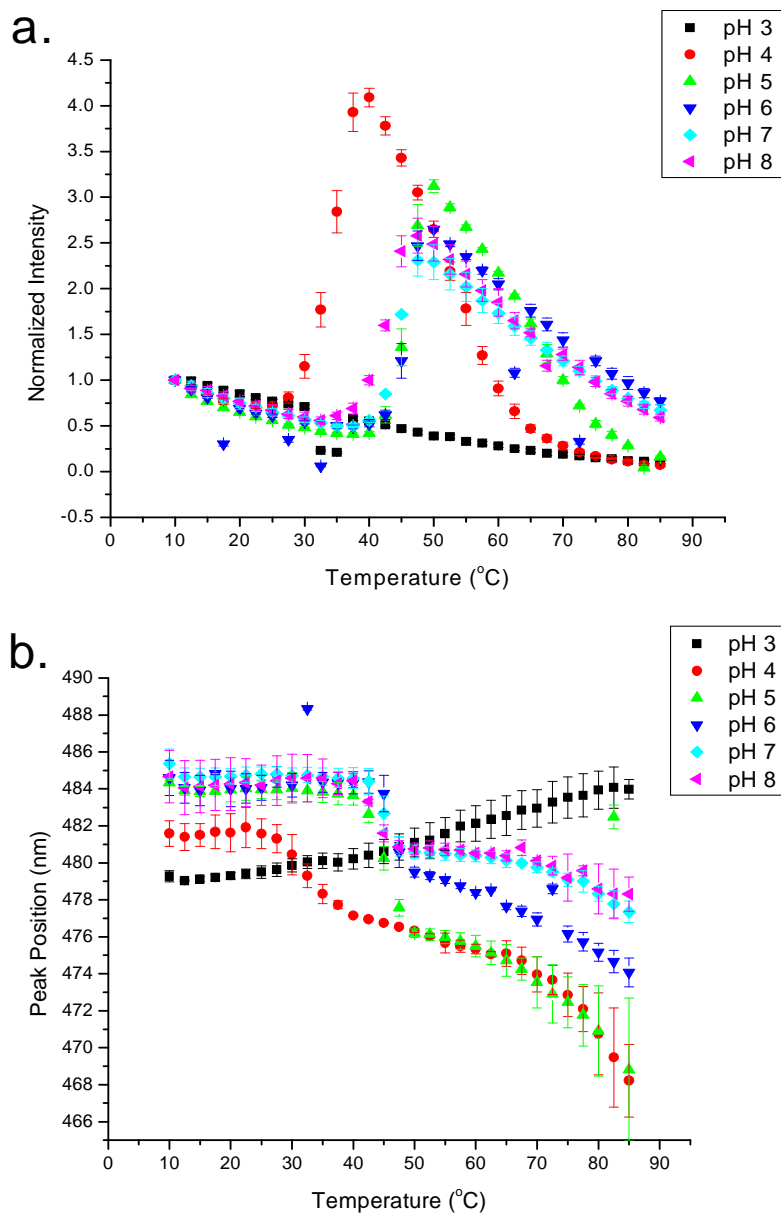 a.
pH 3
pH 4
pH 5
pH 6
pH 7
pH 8
4.5
4.0
3.5
3.0
2.5
2.0
1.5
1.0
0.5
0.0
-0.5
Normalized Intensity
0 10 20 30 40 50 60 70 80 90
Temperature (°C)
b.
pH 3
pH 4
pH 5
pH 6
pH 7
pH 8
490
488
486
484
482
480
478
476
474
472
470
468
466
Peak Position (nm)
0 10 20 30 40 50 60 70 80 90
Temperature (°C)